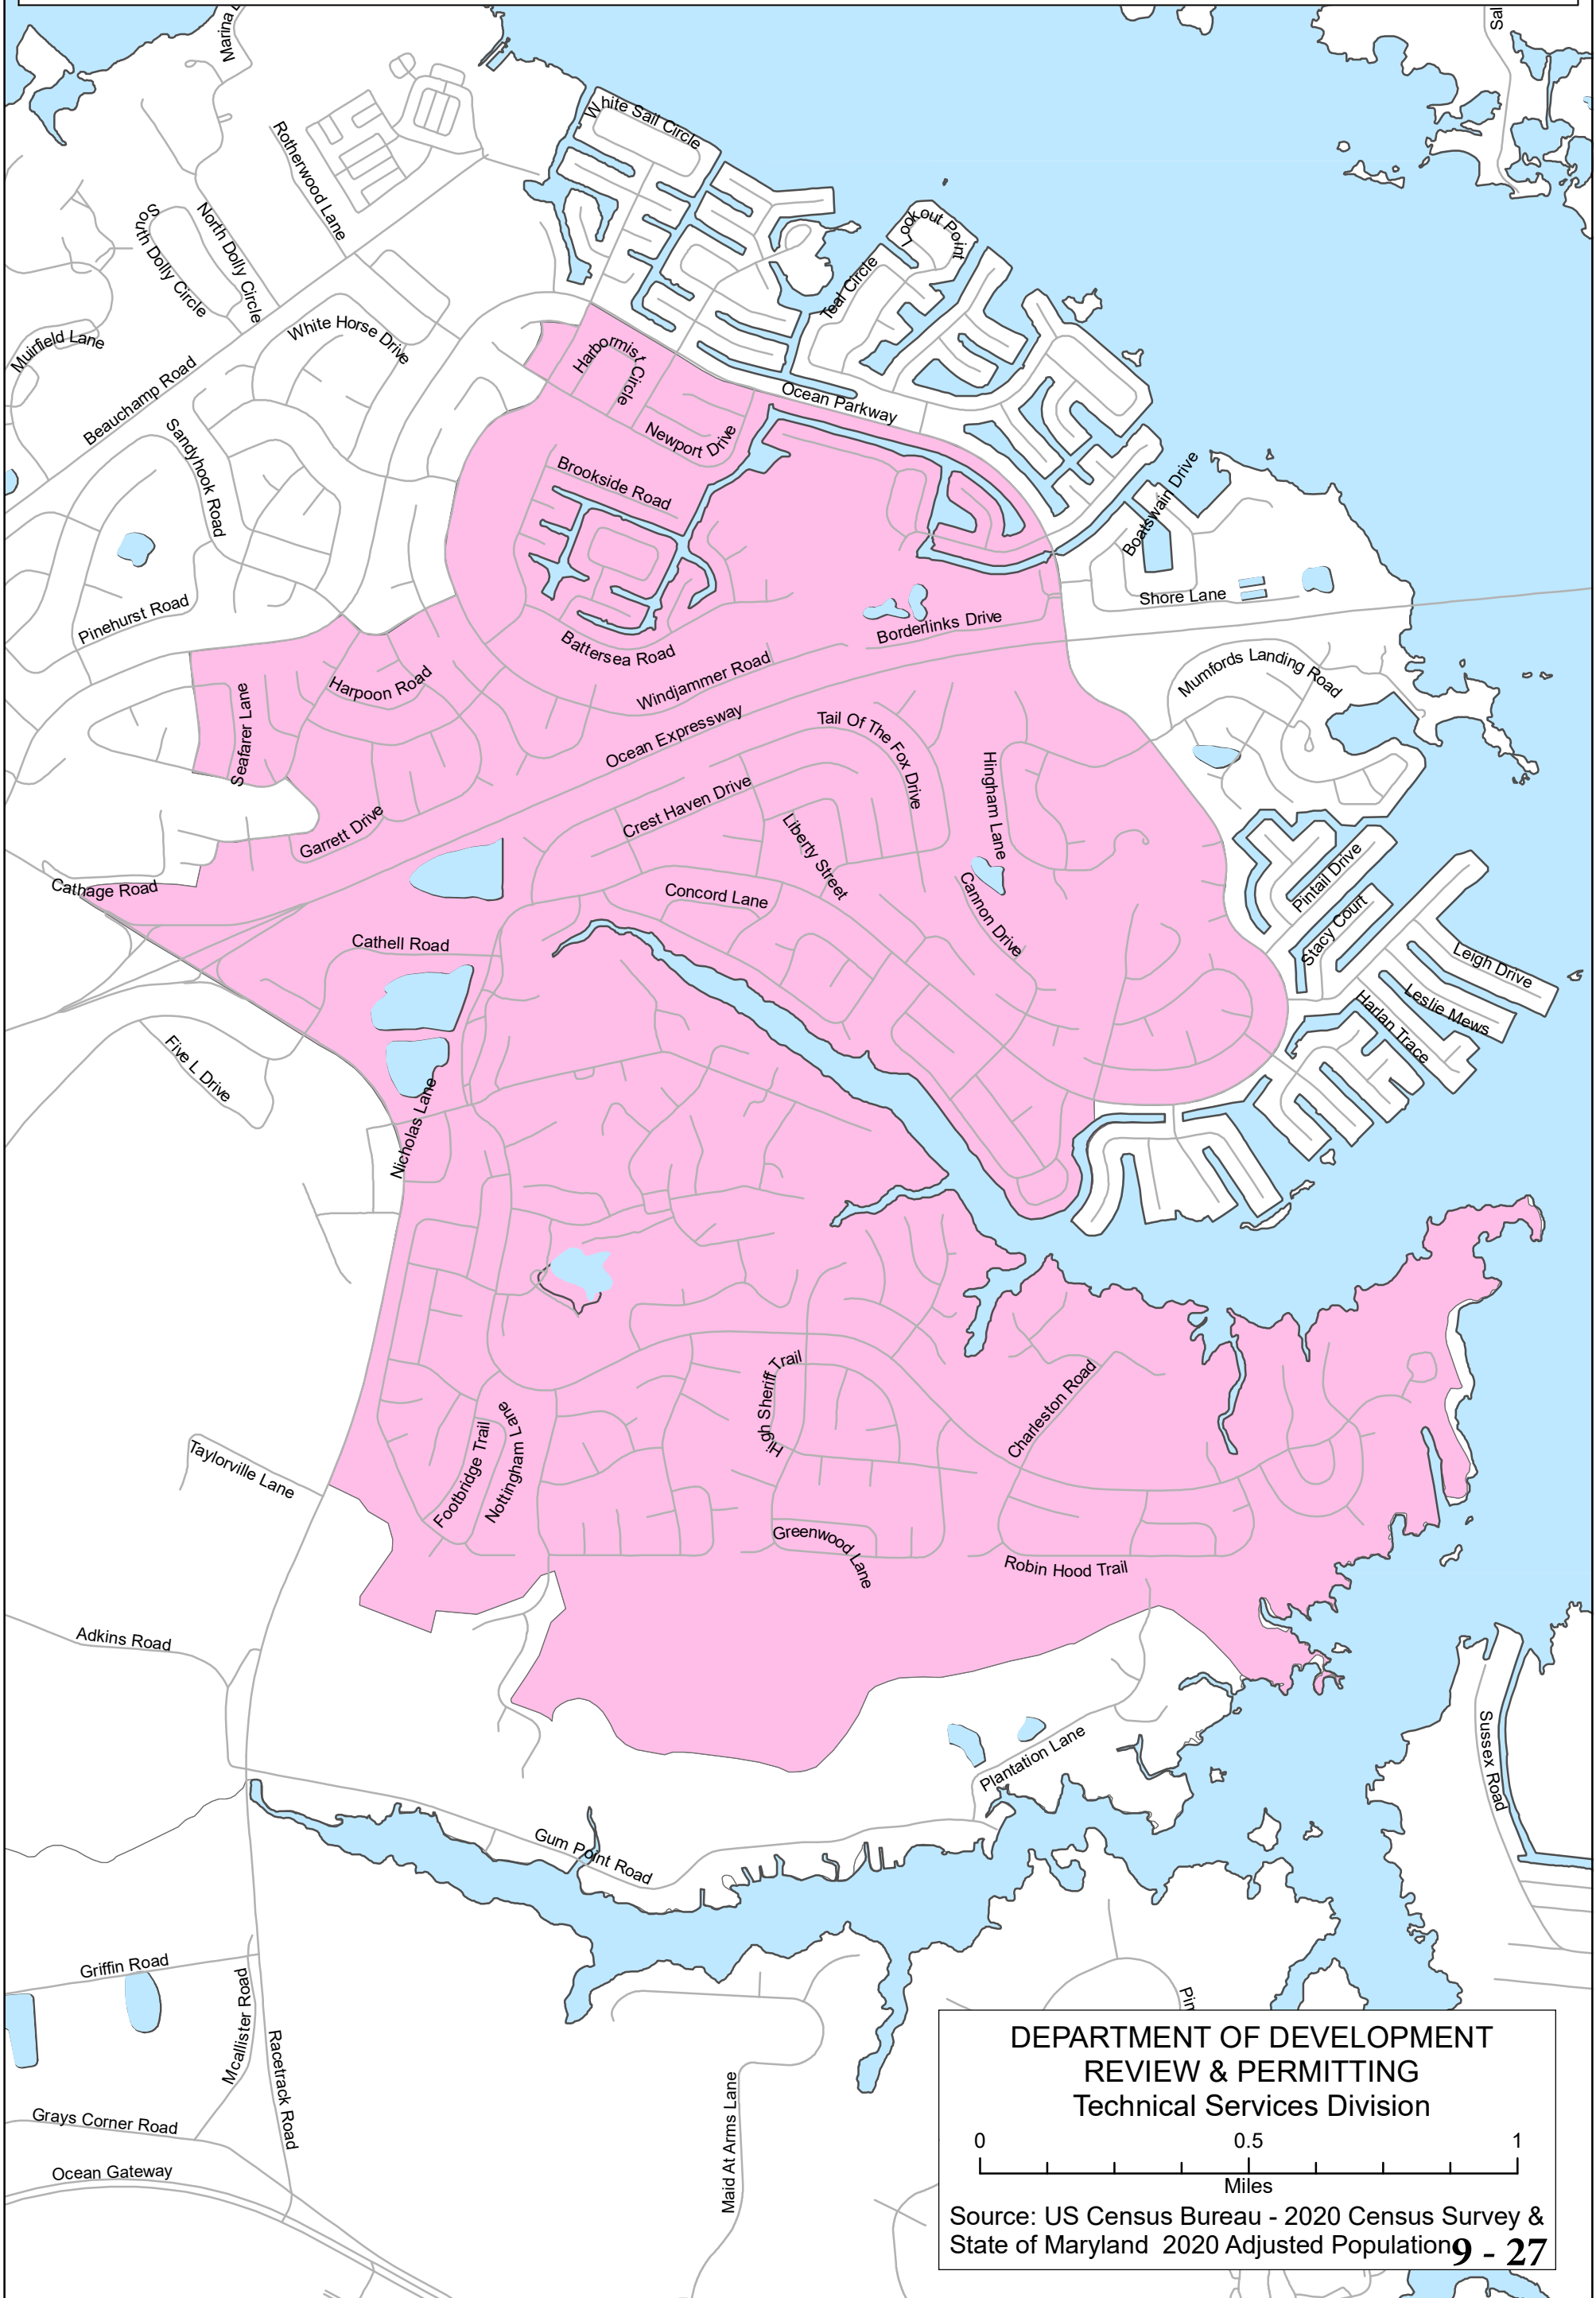 Marina
Sal
White Sail Circle
Rotherwood Lane
South Dolly Circle
North Dolly Circle
Lookout Point
Teal Circle
White Horse Drive
Muirfield Lane
Harbormist Circle
Beauchamp Road
Ocean Parkway
Newport Drive
Sandyhook Road
Brookside Road
Boatswain Drive
Shore Lane
Pinehurst Road
Borderlinks Drive
Battersea Road
Harpoon Road
Windjammer Road
Mumfords Landing Road
Seafarer Lane
Ocean Expressway
Tail Of The Fox Drive
Hingham Lane
Crest Haven Drive
Garrett Drive
Liberty Street
Pintail Drive
Cathage Road
Concord Lane
Cannon Drive
Stacy Court
Cathell Road
Leigh Drive
Leslie Mews
Harlan Trace
Five L Drive
Nicholas Lane
High Sheriff Trail
Charleston Road
Footbridge Trail
Nottingham Lane
Taylorville Lane
Greenwood Lane
Robin Hood Trail
Adkins Road
Sussex Road
Plantation Lane
Gum Point Road
Griffin Road
Mcallister Road
Racetrack Road
Pin
Grays Corner Road
Ocean Gateway
Maid At Arms Lane
DEPARTMENT OF DEVELOPMENT
REVIEW & PERMITTING
Technical Services Division
0 0.5 1
Miles
Source: US Census Bureau - 2020 Census Survey &
State of Maryland 2020 Adjusted Population
9 - 27